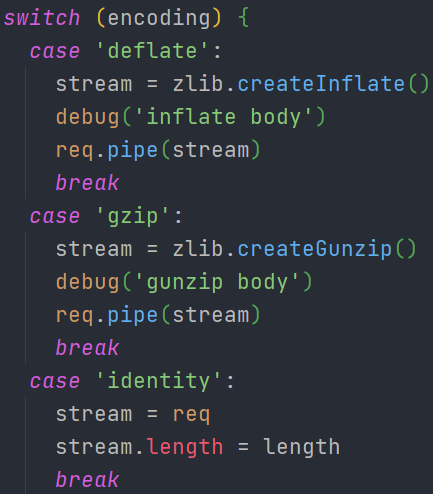 switch (encoding) {
  case 'deflate':
    stream = zlib.createInflate()
    debug('inflate body')
    req.pipe(stream)
    break
  case 'gzip':
    stream = zlib.createGunzip()
    debug('gunzip body')
    req.pipe(stream)
    break
  case 'identity':
    stream = req
    stream.length = length
    break